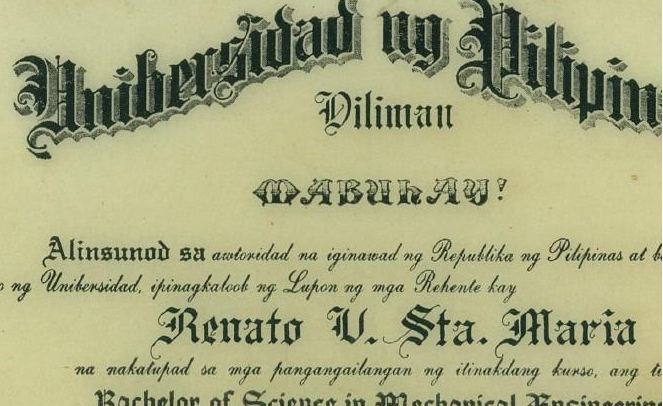 Unibersidad ng Pilipin
Diliman
MABUHAY!
Alinsunod sa awtoridad na iginawad ng Republika ng Pilipinas at b
ng Unibersidad, ipinagkaloob ng Lupon ng mga Rehente kay
Renato V. Sta. Maria
na nakatupad sa mga pangangailangan ng itinakdang kurso, ang
Bachelor of Science in Mechanical Engineering